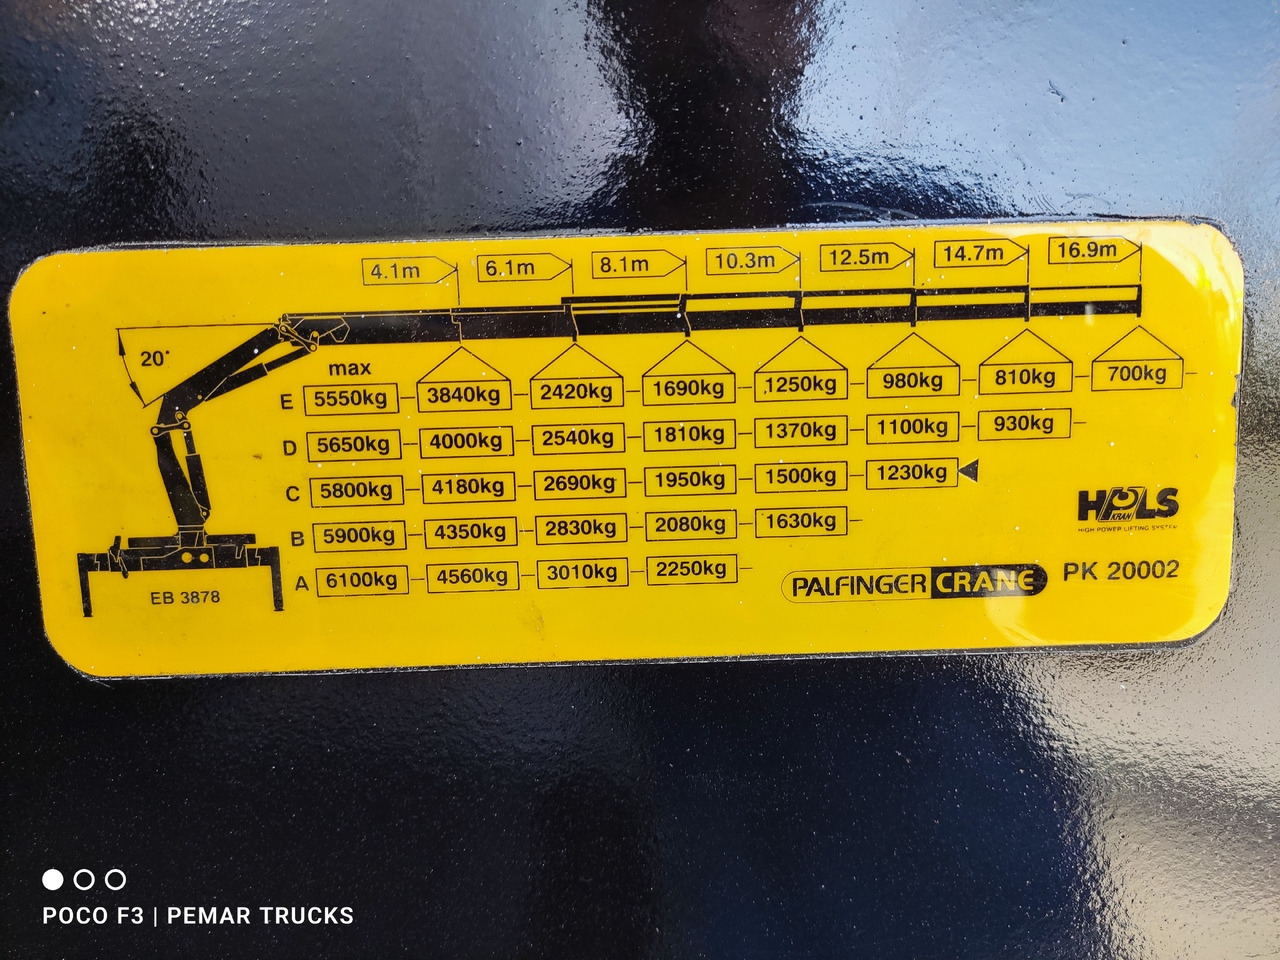 4.1m 6.1m 8.1m 10.3m 12.5m 14.7m 16.9m
20°
max
E 5550kg 3840kg 2420kg 1690kg 1250kg 980kg 810kg 700kg
D 5650kg 4000kg 2540kg 1810kg 1370kg 1100kg 930kg
C 5800kg 4180kg 2690kg 1950kg 1500kg 1230kg
B 5900kg 4350kg 2830kg 2080kg 1630kg
A 6100kg 4560kg 3010kg 2250kg
EB 3878
HPLS
KRAN
HIGH POWER LIFTING SYSTEM
PALFINGER CRANE PK 20002
POCO F3 | PEMAR TRUCKS